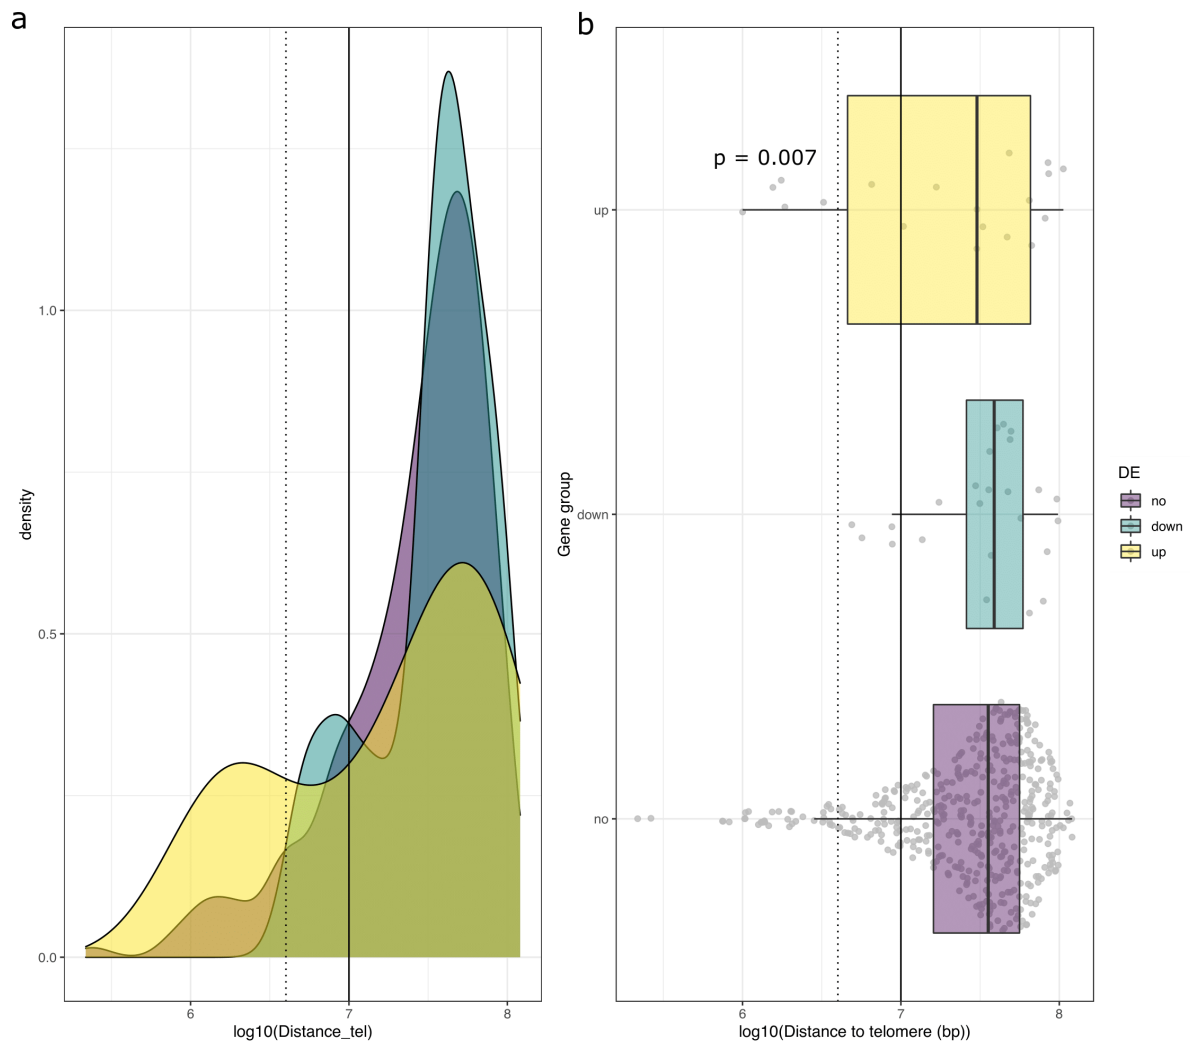 a
density
1.0
0.5
0.0
6
7
8
log10(Distance_tel)
b
p = 0.007
Gene group
up
down
no
6
7
8
log10(Distance to telomere (bp))
DE
no
down
up